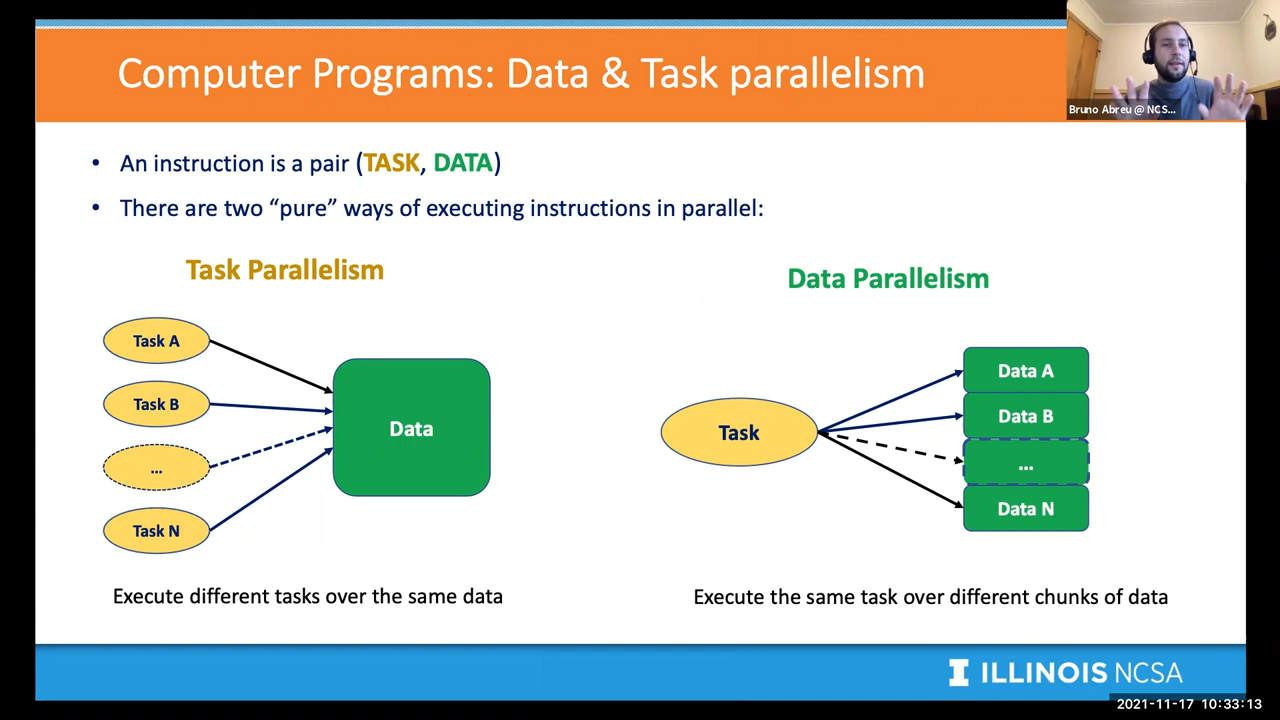 Computer Programs: Data & Task parallelism
Bruno Abreu @ NCS...
• An instruction is a pair (TASK, DATA)
• There are two “pure” ways of executing instructions in parallel:
Task Parallelism
Task A
Task B
...
Task N
Data
Execute different tasks over the same data
Data Parallelism
Task
Data A
Data B
...
Data N
Execute the same task over different chunks of data
I ILLINOIS NCSA
2021-11-17 10:33:13